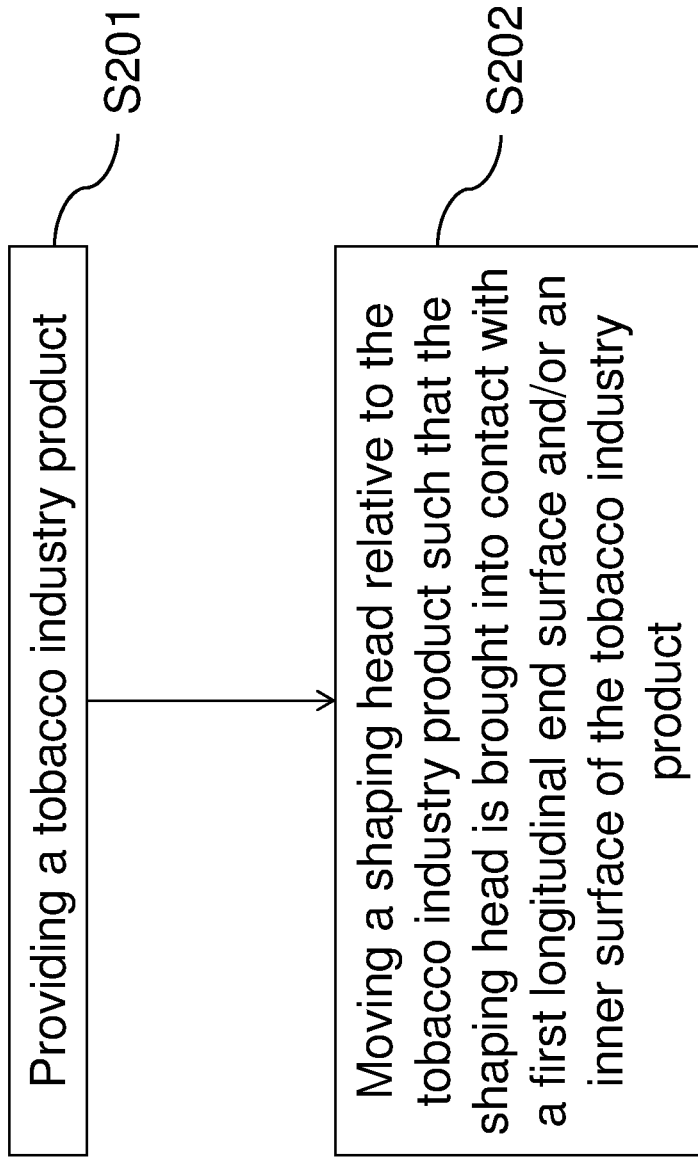 Providing a tobacco industry product
S201
Moving a shaping head relative to the
tobacco industry product such that the
shaping head is brought into contact with
a first longitudinal end surface and/or an
inner surface of the tobacco industry
product
S202